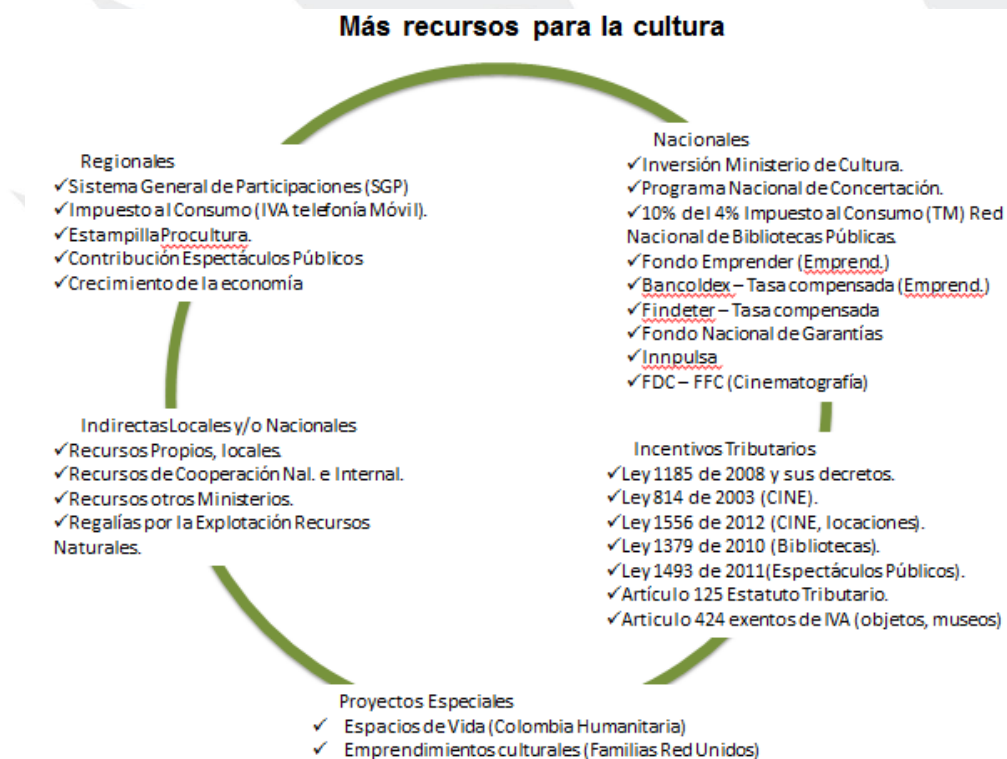 Más recursos para la cultura
Regionales
✓Sistema General de Participaciones (SGP)
✓Impuesto al Consumo (IVA telefonía Móvil).
✓Estampilla Procultura.
✓Contribución Espectáculos Públicos
✓Crecimiento de la economía
Nacionales
✓Inversión Ministerio de Cultura.
✓Programa Nacional de Concertación.
✓10% del 4% Impuesto al Consumo (TM) Red
Nacional de Bibliotecas Públicas.
✓Fondo Emprender (Emprend.)
✓Bancoldex – Tasa compensada (Emprend.)
✓Findeter – Tasa compensada
✓Fondo Nacional de Garantías
✓Innpulsa
✓FDC – FFC (Cinematografía)
Indirectas Locales y/o Nacionales
✓Recursos Propios, locales.
✓Recursos de Cooperación Nal. e Internal.
✓Recursos otros Ministerios.
✓Regalías por la Explotación Recursos
Naturales.
Incentivos Tributarios
✓Ley 1185 de 2008 y sus decretos.
✓Ley 814 de 2003 (CINE).
✓Ley 1556 de 2012 (CINE, locaciones).
✓Ley 1379 de 2010 (Bibliotecas).
✓Ley 1493 de 2011(Espectáculos Públicos).
✓Artículo 125 Estatuto Tributario.
✓Articulo 424 exentos de IVA (objetos, museos)
Proyectos Especiales
✓ Espacios de Vida (Colombia Humanitaria)
✓ Emprendimientos culturales (Familias Red Unidos)